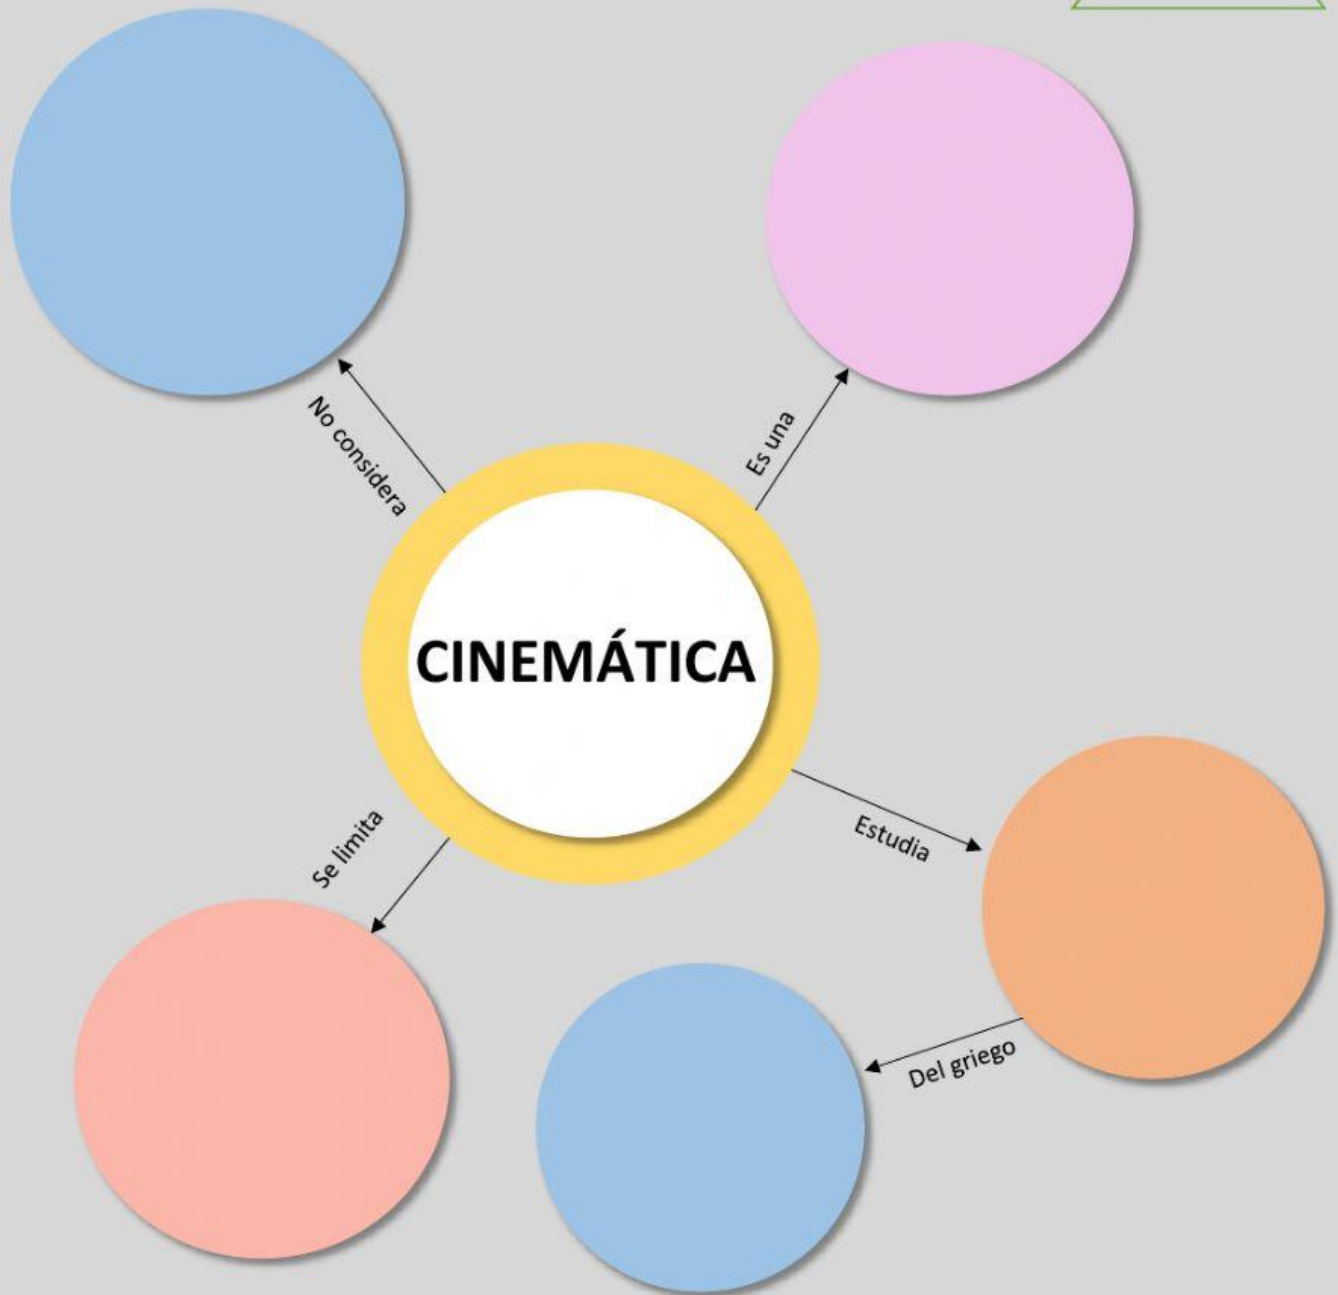 No considera
Es una
CINEMÁTICA
Se limita
Estudia
Del griego